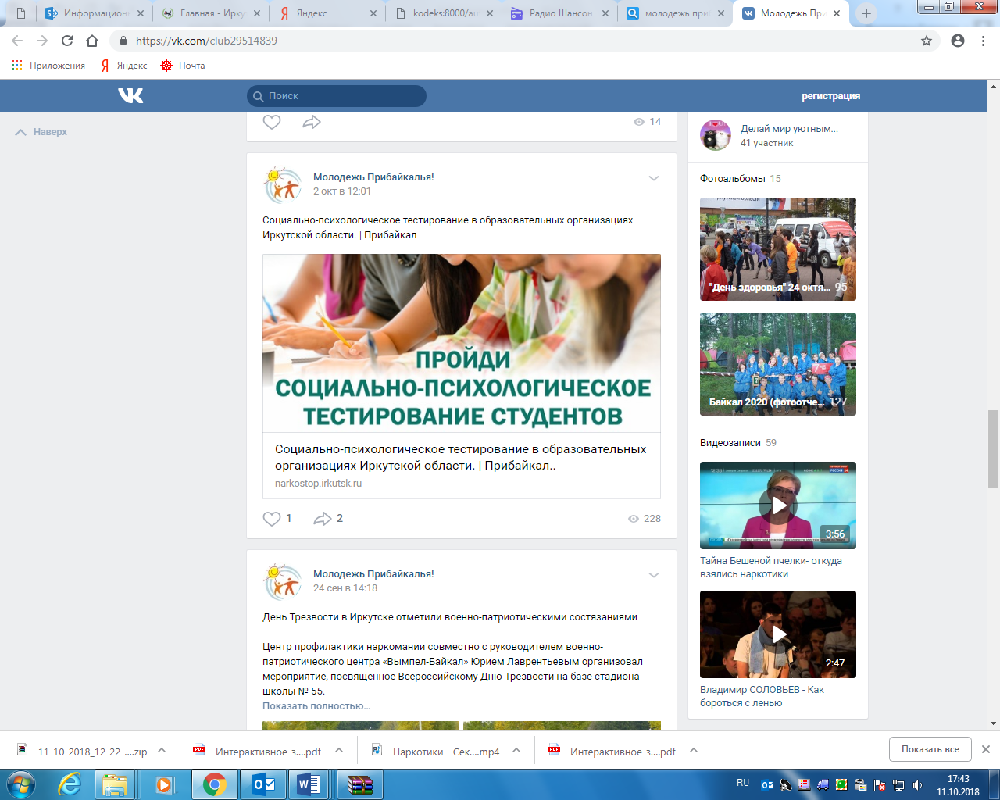 Информацион
Главная - Ирку
Яндекс
kodeks:8000/au
Радио Шансон
молодежь при
Молодежь При
https://vk.com/club29514839
Приложения
Яндекс
Почта
Поиск
регистрация
Наверх
14
Молодежь Прибайкалья!
2 окт в 12:01
Социально-психологическое тестирование в образовательных организациях
Иркутской области. | Прибайкал
ПРОЙДИ
СОЦИАЛЬНО-ПСИХОЛОГИЧЕСКОЕ
ТЕСТИРОВАНИЕ СТУДЕНТОВ
Социально-психологическое тестирование в образовательных
организациях Иркутской области. | Прибайкал..
narkostop.irkutsk.ru
1
2
228
Молодежь Прибайкалья!
24 сен в 14:18
День Трезвости в Иркутске отметили военно-патриотическими состязаниями
Центр профилактики наркомании совместно с руководителем военно-
патриотического центра «Вымпел-Байкал» Юрием Лаврентьевым организовал
мероприятие, посвященное Всероссийскому Дню Трезвости на базе стадиона
школы № 55.
Показать полностью…
Делай мир уютным...
41 участник
Фотоальбомы 15
"День здоровья" 24 октя... 95
Байкал 2020 (фотоотче... 127
Видеозаписи 59
3:56
Тайна Бешеной пчелки- откуда
взялись наркотики
2:47
Владимир СОЛОВЬЕВ - Как
бороться с ленью
11-10-2018_12-22-....zip
Интерактивное-з....pdf
Наркотики - Сек....mp4
Интерактивное-з....pdf
Показать все
RU
17:43
11.10.2018